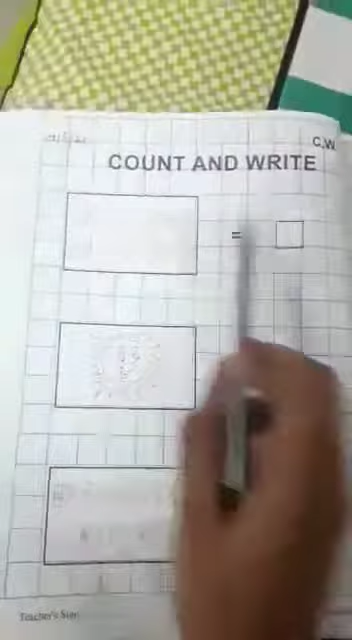 C.W
COUNT AND WRITE
=
Teacher's Sign